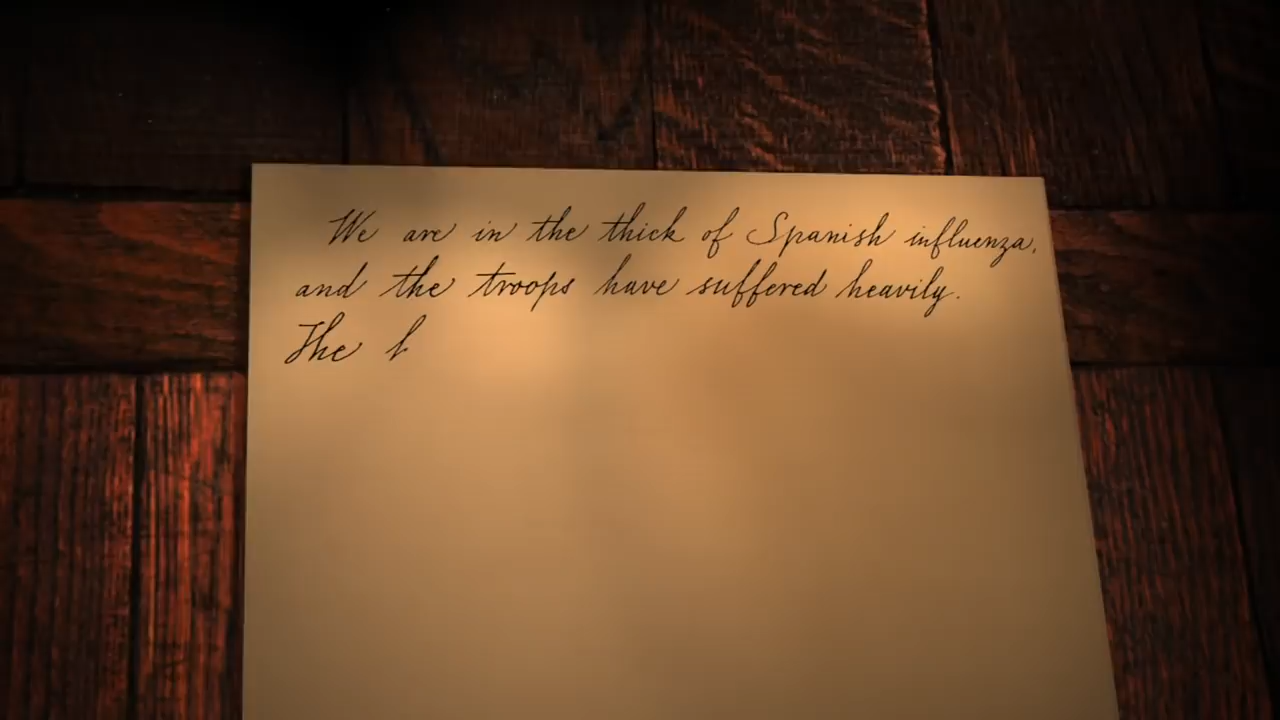 We are in the thick of Spanish influenza,
and the troops have suffered heavily.
The